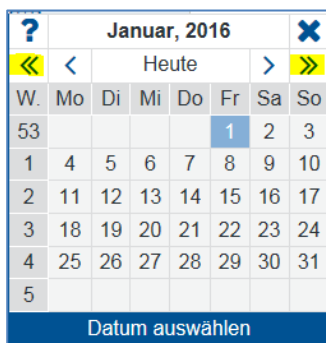 ? Januar, 2016 ✖
« ‹ Heute › »
W. Mo Di Mi Do Fr Sa So
53 1 2 3
1 4 5 6 7 8 9 10
2 11 12 13 14 15 16 17
3 18 19 20 21 22 23 24
4 25 26 27 28 29 30 31
5
Datum auswählen